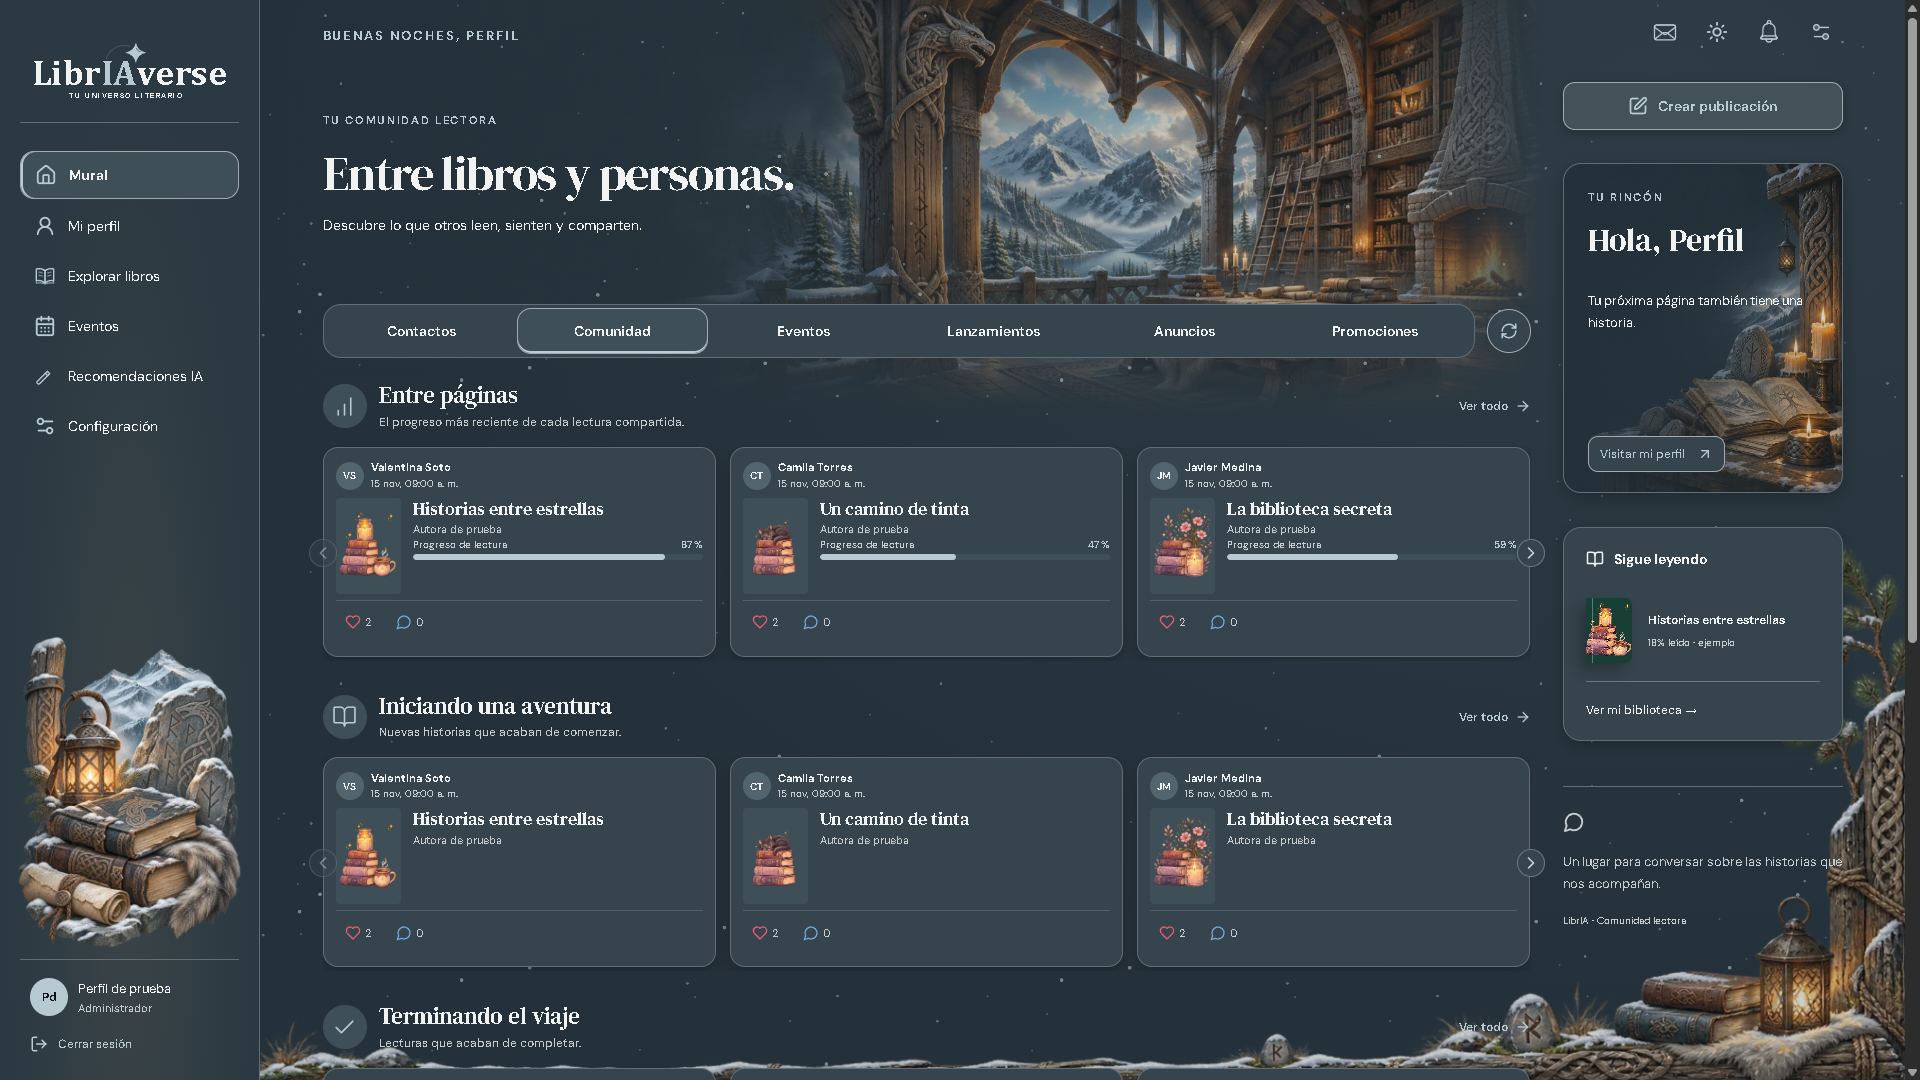 LibrIAverse
TU UNIVERSO LITERARIO
Mural
Mi perfil
Explorar libros
Eventos
Recomendaciones IA
Configuración
Perfil de prueba
Pd
Administrador
Cerrar sesión
BUENAS NOCHES, PERFIL
TU COMUNIDAD LECTORA
Entre libros y personas.
Descubre lo que otros leen, sienten y comparten.
Contactos
Comunidad
Eventos
Lanzamientos
Anuncios
Promociones
Entre páginas
El progreso más reciente de cada lectura compartida.
Ver todo →
VS
Valentina Soto
15 nov, 09:00 a. m.
Historias entre estrellas
Autora de prueba
Progreso de lectura 87 %
2 0
CT
Camila Torres
15 nov, 09:00 a. m.
Un camino de tinta
Autora de prueba
Progreso de lectura 47 %
2 0
JM
Javier Medina
15 nov, 09:00 a. m.
La biblioteca secreta
Autora de prueba
Progreso de lectura 59 %
2 0
Iniciando una aventura
Nuevas historias que acaban de comenzar.
Ver todo →
VS
Valentina Soto
15 nov, 09:00 a. m.
Historias entre estrellas
Autora de prueba
2 0
CT
Camila Torres
15 nov, 09:00 a. m.
Un camino de tinta
Autora de prueba
2 0
JM
Javier Medina
15 nov, 09:00 a. m.
La biblioteca secreta
Autora de prueba
2 0
Terminando el viaje
Lecturas que acaban de completar.
Ver todo →
Crear publicación
TU RINCÓN
Hola, Perfil
Tu próxima página también tiene una
historia.
Visitar mi perfil
Sigue leyendo
Historias entre estrellas
18% leído · ejemplo
Ver mi biblioteca →
Un lugar para conversar sobre las historias que
nos acompañan.
LibrIA · Comunidad lectora